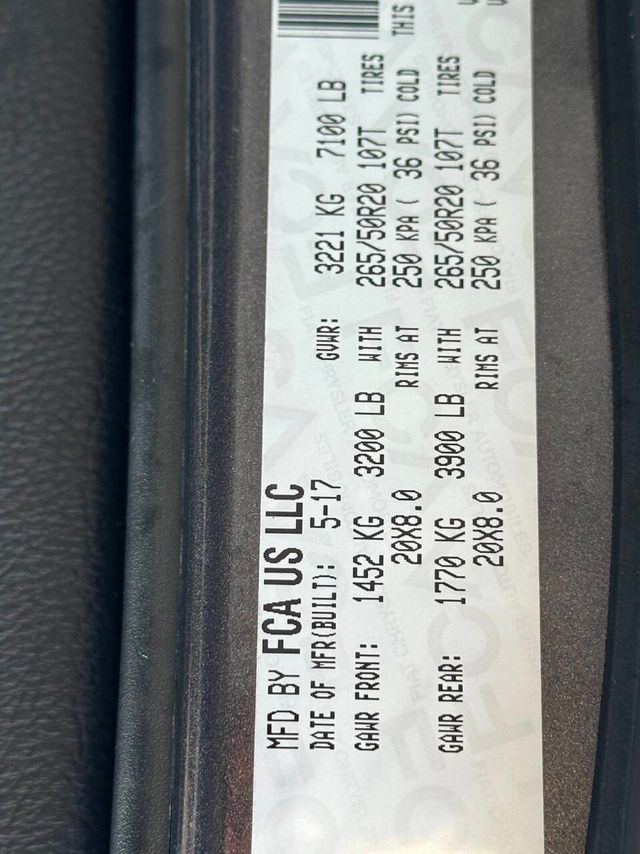 MFD BY FCA US LLC
DATE OF MFR(BUILT): 5-17 GVWR: 3221 KG 7100 LB
GAWR FRONT: 1452 KG 3200 LB WITH 265/50R20 107T TIRES
20X8.0 RIMS AT 250 KPA ( 36 PSI) COLD
GAWR REAR: 1770 KG 3900 LB WITH 265/50R20 107T TIRES
20X8.0 RIMS AT 250 KPA ( 36 PSI) COLD
THIS